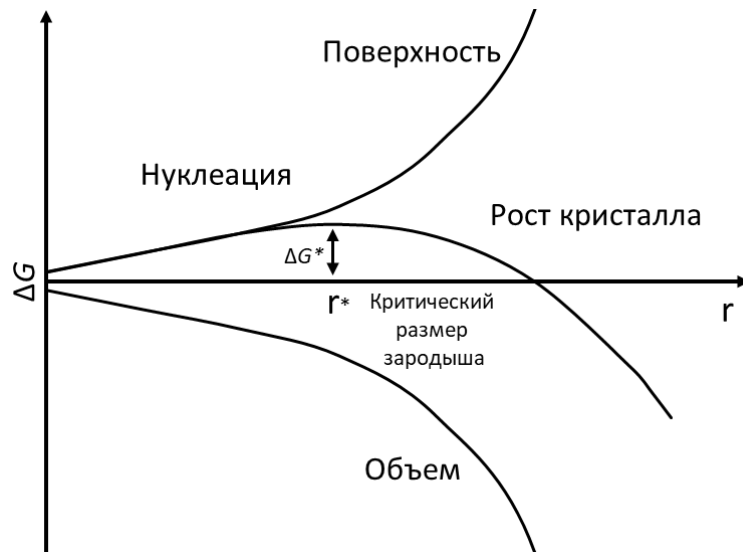 Поверхность
Нуклеация
Рост кристалла
ΔG*
ΔG
r*
Критический
размер
зародыша
r
Объем